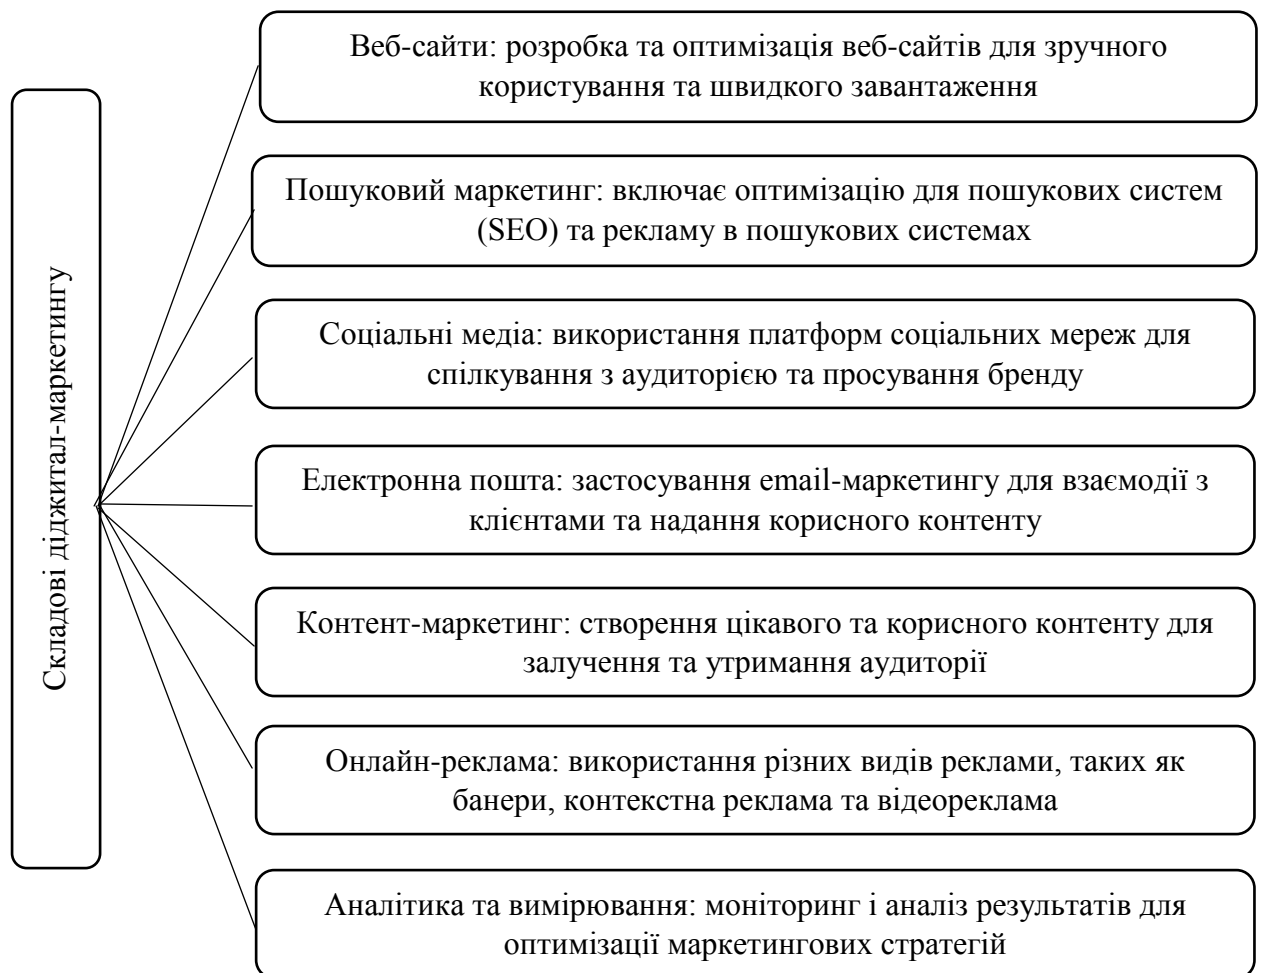 Складові діджитал-маркетингу
Веб-сайти: розробка та оптимізація веб-сайтів для зручного
користування та швидкого завантаження
Пошуковий маркетинг: включає оптимізацію для пошукових систем
(SEO) та рекламу в пошукових системах
Соціальні медіа: використання платформ соціальних мереж для
спілкування з аудиторією та просування бренду
Електронна пошта: застосування email-маркетингу для взаємодії з
клієнтами та надання корисного контенту
Контент-маркетинг: створення цікавого та корисного контенту для
залучення та утримання аудиторії
Онлайн-реклама: використання різних видів реклами, таких як
банери, контекстна реклама та відеореклама
Аналітика та вимірювання: моніторинг і аналіз результатів для
оптимізації маркетингових стратегій